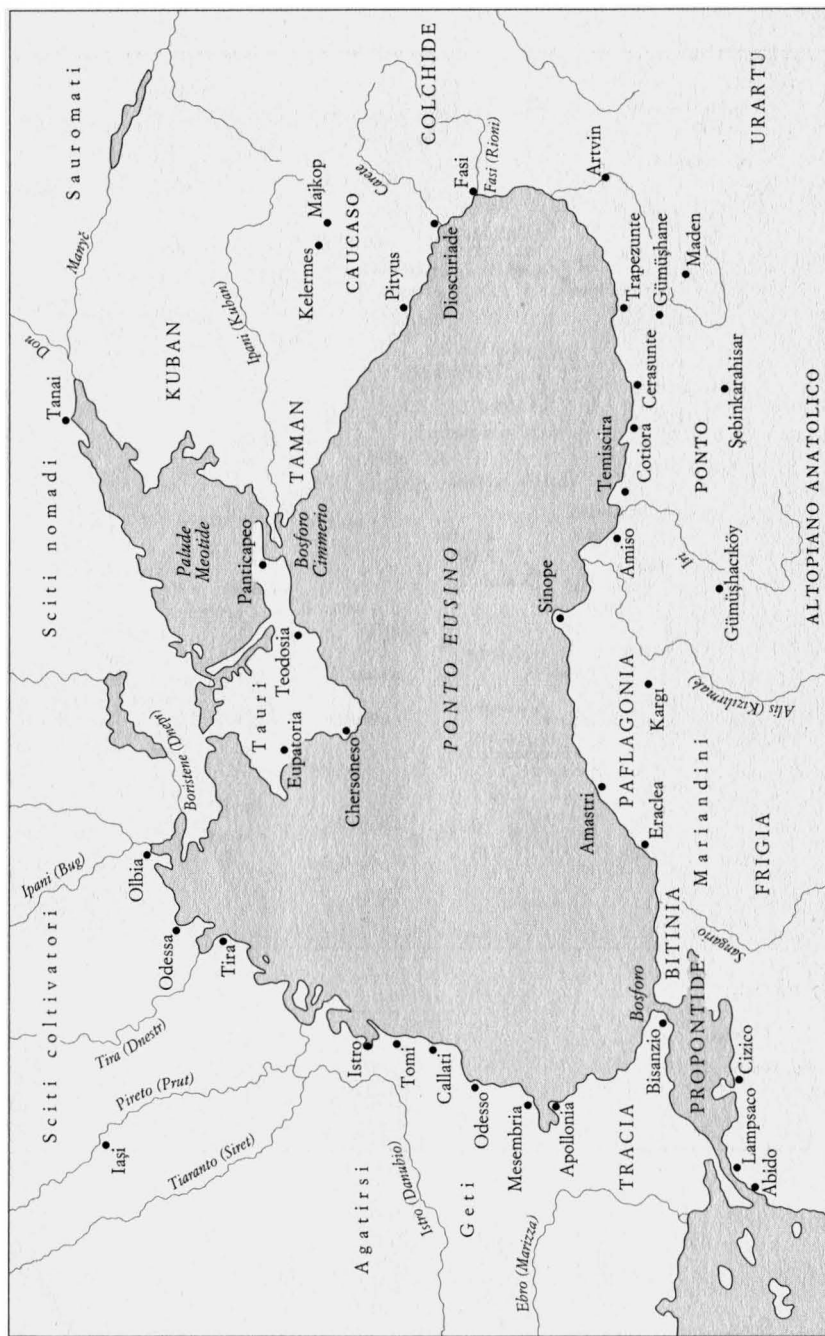 Sciti nomadi
Sauromati
Sciti coltivatori
Don
Manyč
Tanai
KUBAN
Ipani (Kuban)
Kelermes
Majkop
CAUCASO
Carete
COLCHIDE
Pityus
Dioscuriade
Fasi
Fasi (Rioni)
TAMAN
Palude
Meotide
Panticapeo
Bosforo
Cimmerio
Teodosia
Tauri
Eupatoria
Chersoneso
Boristene (Dnepr)
Ipani (Bug)
Olbia
Odessa
Tira
Tira (Dnestr)
Pireto (Prut)
Iaşi
Tiaranto (Siret)
Agatirsi
Istro (Danubio)
Istro
Tomi
Callati
Geti
Odesso
Mesembria
Apollonia
TRACIA
Ebro (Marizza)
PONTO EUSINO
Bosforo
Bisanzio
PROPONTIDE
Lampsaco
Cizico
Abido
BITINIA
Sangario
Mariandini
FRIGIA
Eraclea
Amastri
PAFLAGONIA
Kargı
Alis (Kızılırmak)
Sinope
Amiso
Iri
Gümüşhacıköy
Temiscira
Cotiora
PONTO
Cerasunte
Şebinkarahisar
Trapezunte
Gümüşhane
Maden
Artvin
URARTU
ALTOPIANO ANATOLICO